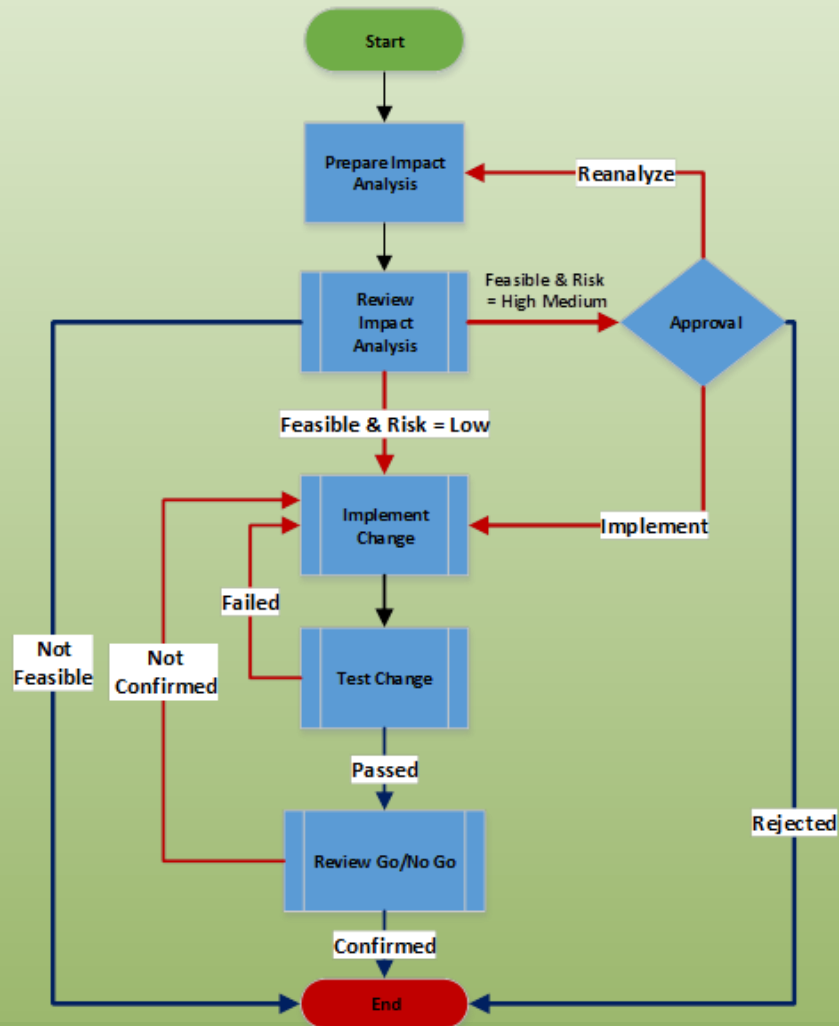 Start
Prepare Impact
Analysis
Reanalyze
Review
Impact
Analysis
Feasible & Risk
= High Medium
Approval
Feasible & Risk = Low
Implement
Change
Implement
Failed
Not
Feasible
Not
Confirmed
Test Change
Passed
Rejected
Review Go/No Go
Confirmed
End